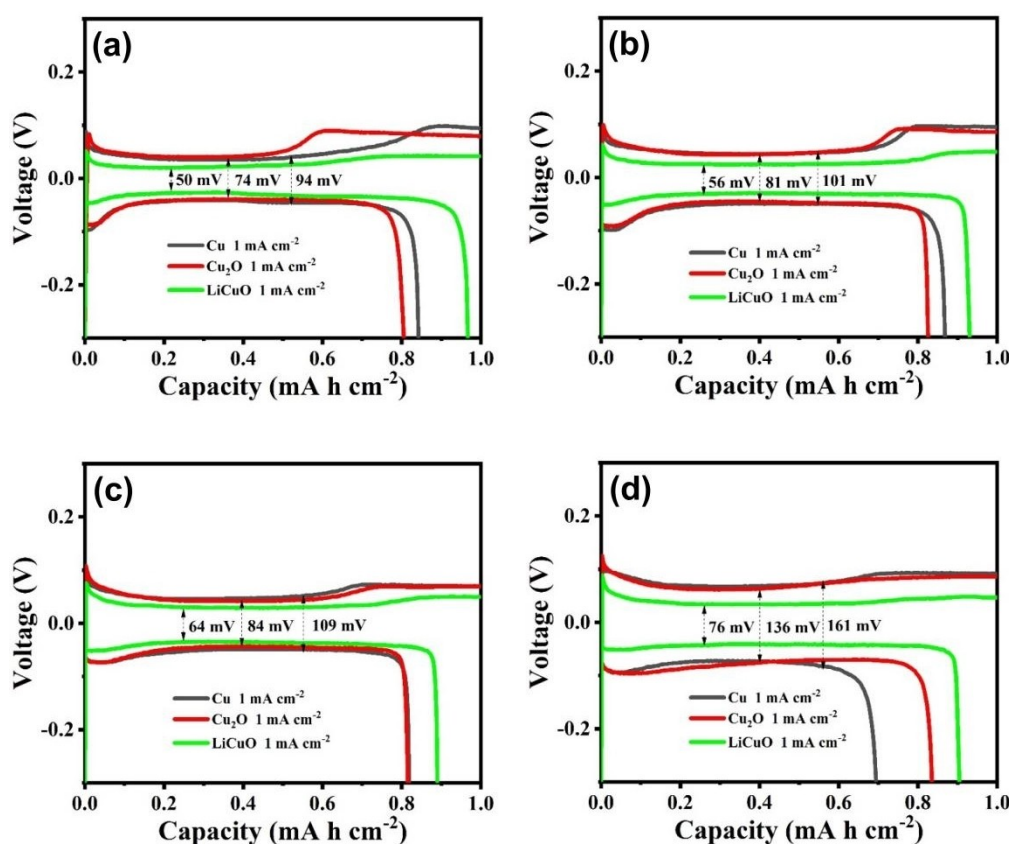 (a)
Voltage (V)
0.2
0.0
-0.2
50 mV 74 mV 94 mV
Cu 1 mA cm⁻²
Cu₂O 1 mA cm⁻²
LiCuO 1 mA cm⁻²
0.0 0.2 0.4 0.6 0.8 1.0
Capacity (mA h cm⁻²)
(b)
Voltage (V)
0.2
0.0
-0.2
56 mV 81 mV 101 mV
Cu 1 mA cm⁻²
Cu₂O 1 mA cm⁻²
LiCuO 1 mA cm⁻²
0.0 0.2 0.4 0.6 0.8 1.0
Capacity (mA h cm⁻²)
(c)
Voltage (V)
0.2
0.0
-0.2
64 mV 84 mV 109 mV
Cu 1 mA cm⁻²
Cu₂O 1 mA cm⁻²
LiCuO 1 mA cm⁻²
0.0 0.2 0.4 0.6 0.8 1.0
Capacity (mA h cm⁻²)
(d)
Voltage (V)
0.2
0.0
-0.2
76 mV 136 mV 161 mV
Cu 1 mA cm⁻²
Cu₂O 1 mA cm⁻²
LiCuO 1 mA cm⁻²
0.0 0.2 0.4 0.6 0.8 1.0
Capacity (mA h cm⁻²)